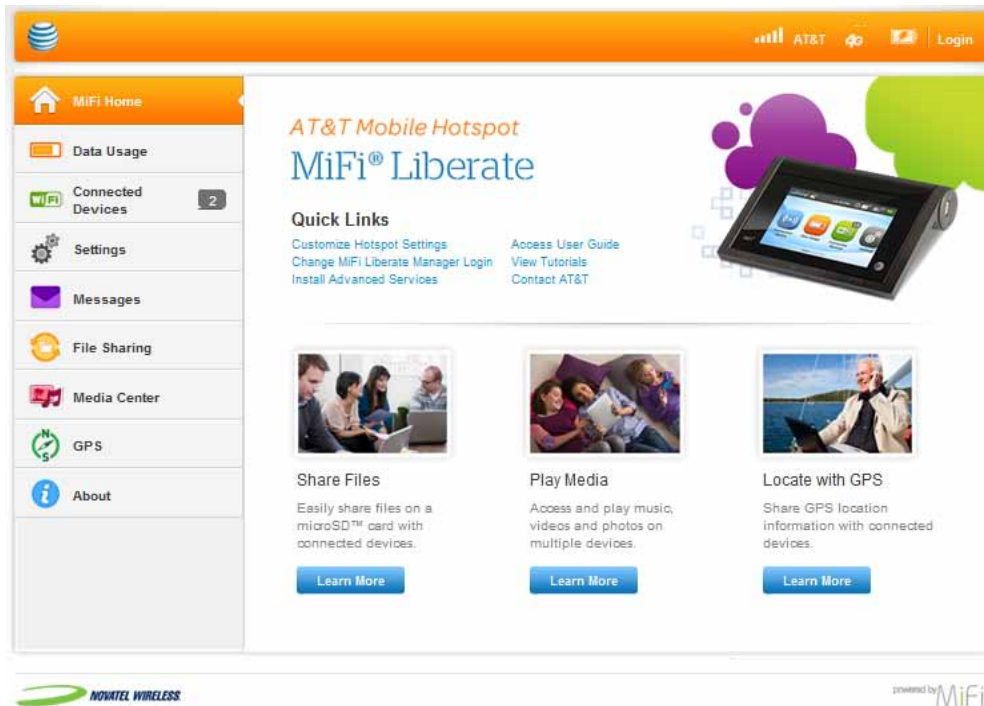 AT&T 4G Login
MiFi Home
Data Usage
Connected
Devices
2
Settings
Messages
File Sharing
Media Center
GPS
About
AT&T Mobile Hotspot
MiFi® Liberate
Quick Links
Customize Hotspot Settings
Change MiFi Liberate Manager Login
Install Advanced Services
Access User Guide
View Tutorials
Contact AT&T
Share Files
Easily share files on a
microSD™ card with
connected devices.
Learn More
Play Media
Access and play music,
videos and photos on
multiple devices.
Learn More
Locate with GPS
Share GPS location
information with connected
devices.
Learn More
NOVATEL WIRELESS.
powered by MiFi